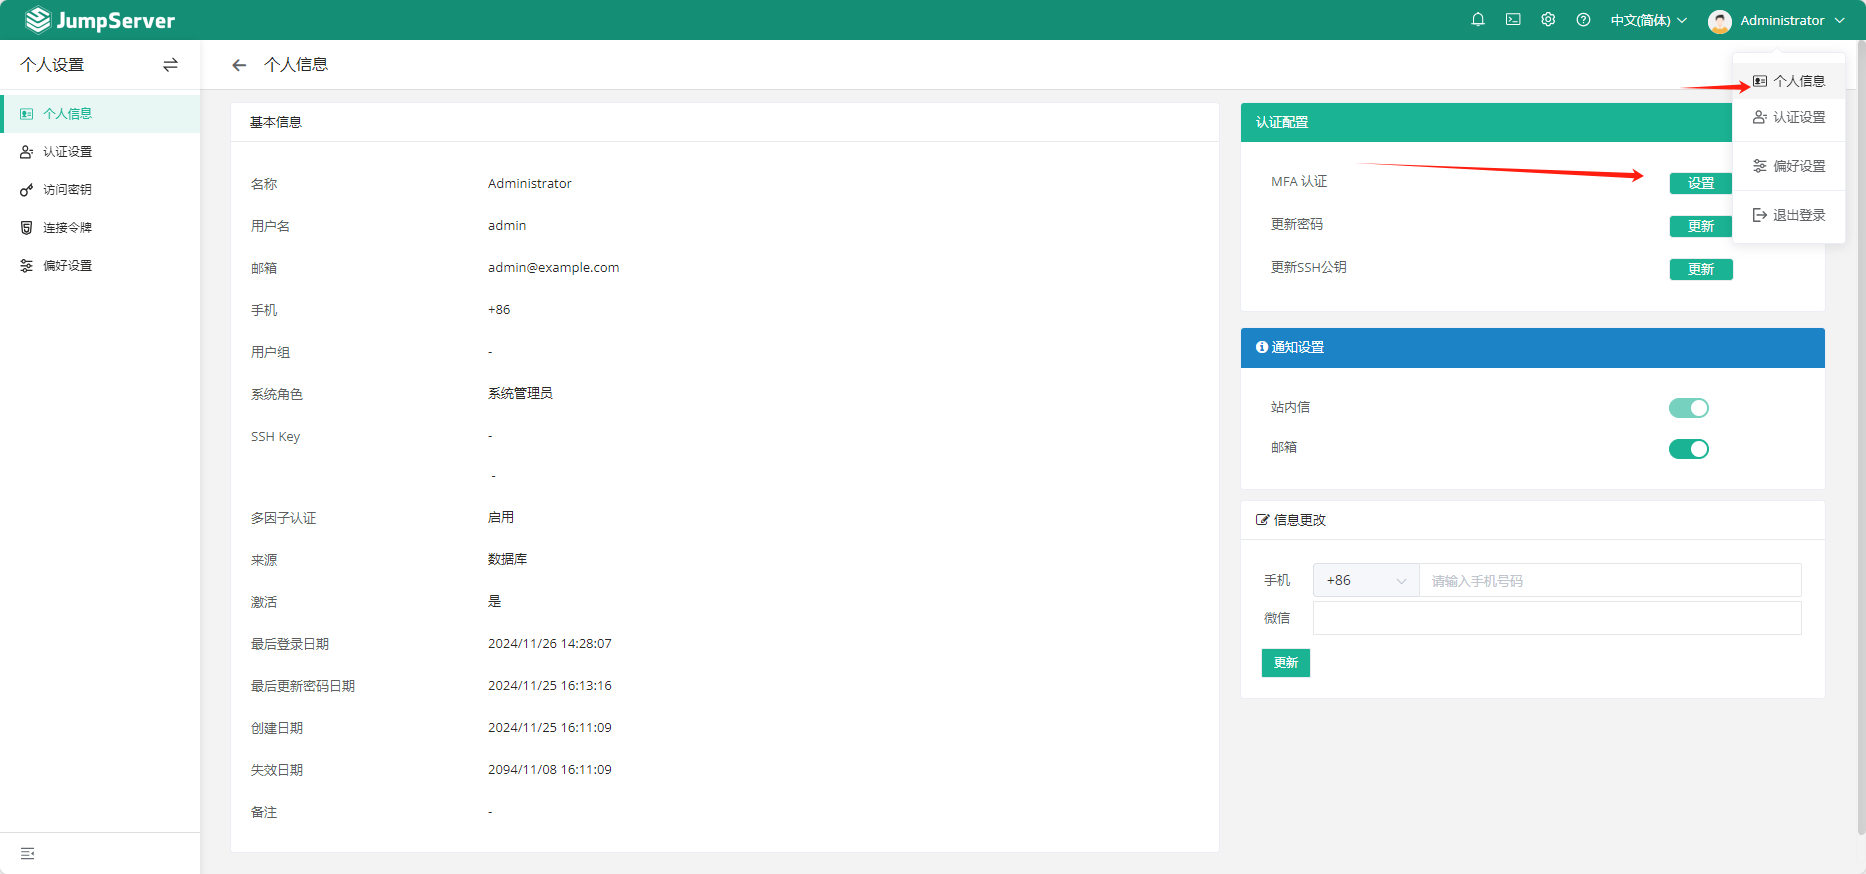 JumpServer
中文(简体)
Administrator
个人设置
个人信息
个人信息
认证设置
偏好设置
退出登录
个人信息
认证设置
访问密钥
连接令牌
偏好设置
基本信息
名称 Administrator
用户名 admin
邮箱 admin@example.com
手机 +86
用户组 -
系统角色 系统管理员
SSH Key -
-
多因子认证 启用
来源 数据库
激活 是
最后登录日期 2024/11/26 14:28:07
最后更新密码日期 2024/11/25 16:13:16
创建日期 2024/11/25 16:11:09
失效日期 2094/11/08 16:11:09
备注 -
认证配置
MFA 认证 设置
更新密码 更新
更新SSH公钥 更新
通知设置
站内信
邮箱
信息更改
手机 +86 请输入手机号码
微信
更新